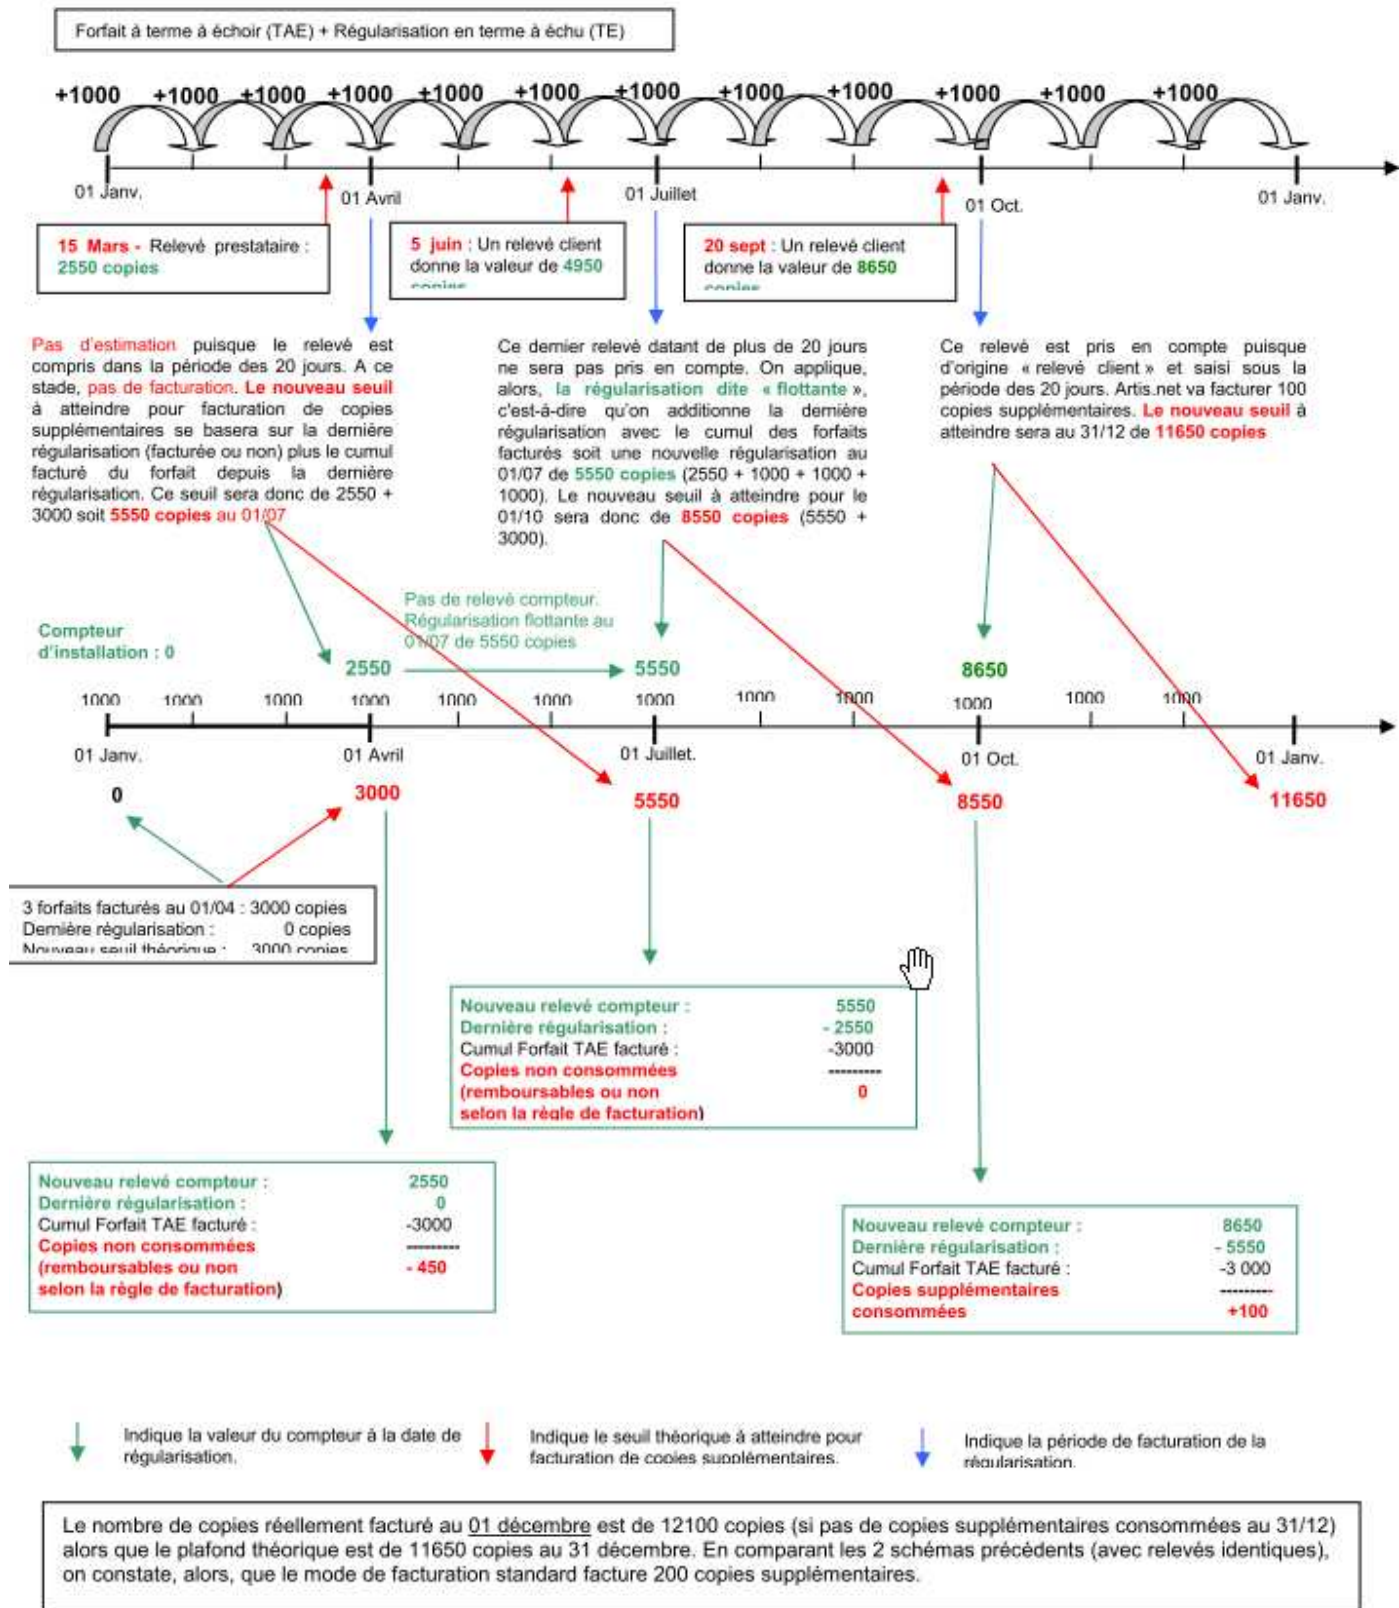 Forfait à terme à échoir (TAE) + Régularisation en terme à échu (TE)
+1000 +1000 +1000 +1000 +1000 +1000 +1000 +1000 +1000 +1000 +1000 +1000
01 Janv. 01 Avril 01 Juillet 01 Oct. 01 Janv.
15 Mars - Relevé prestataire :
2550 copies
5 juin : Un relevé client
donne la valeur de 4950
copies
20 sept : Un relevé client
donne la valeur de 8650
copies
Pas d'estimation puisque le relevé est
compris dans la période des 20 jours. A ce
stade, pas de facturation. Le nouveau seuil
à atteindre pour facturation de copies
supplémentaires se basera sur la dernière
régularisation (facturée ou non) plus le cumul
facturé du forfait depuis la dernière
régularisation. Ce seuil sera donc de 2550 +
3000 soit 5550 copies au 01/07
Ce dernier relevé datant de plus de 20 jours
ne sera pas pris en compte. On applique,
alors, la régularisation dite « flottante »,
c'est-à-dire qu'on additionne la dernière
régularisation avec le cumul des forfaits
facturés soit une nouvelle régularisation au
01/07 de 5550 copies (2550 + 1000 + 1000 +
1000). Le nouveau seuil à atteindre pour le
01/10 sera donc de 8550 copies (5550 +
3000).
Ce relevé est pris en compte puisque
d'origine « relevé client » et saisi sous la
période des 20 jours. Artis.net va facturer 100
copies supplémentaires. Le nouveau seuil à
atteindre sera au 31/12 de 11650 copies
Pas de relevé compteur.
Régularisation flottante au
01/07 de 5550 copies
Compteur
d'installation : 0
2550 5550 8650
1000 1000 1000 1000 1000 1000 1000 1000 1000 1000 1000 1000
01 Janv. 01 Avril 01 Juillet. 01 Oct. 01 Janv.
0 3000 5550 8550 11650
3 forfaits facturés au 01/04 : 3000 copies
Dernière régularisation : 0 copies
Nouveau seuil théorique : 3000 copies
Nouveau relevé compteur : 5550
Dernière régularisation : - 2550
Cumul Forfait TAE facturé : -3000
Copies non consommées ---------
(remboursables ou non 0
selon la règle de facturation)
Nouveau relevé compteur : 2550
Dernière régularisation : 0
Cumul Forfait TAE facturé : -3000
Copies non consommées ---------
(remboursables ou non - 450
selon la règle de facturation)
Nouveau relevé compteur : 8650
Dernière régularisation : - 5550
Cumul Forfait TAE facturé : -3 000
Copies supplémentaires ---------
consommées +100
Indique la valeur du compteur à la date de
régularisation.
Indique le seuil théorique à atteindre pour
facturation de copies supplémentaires.
Indique la période de facturation de la
régularisation.
Le nombre de copies réellement facturé au 01 décembre est de 12100 copies (si pas de copies supplémentaires consommées au 31/12)
alors que le plafond théorique est de 11650 copies au 31 décembre. En comparant les 2 schémas précédents (avec relevés identiques),
on constate, alors, que le mode de facturation standard facture 200 copies supplémentaires.